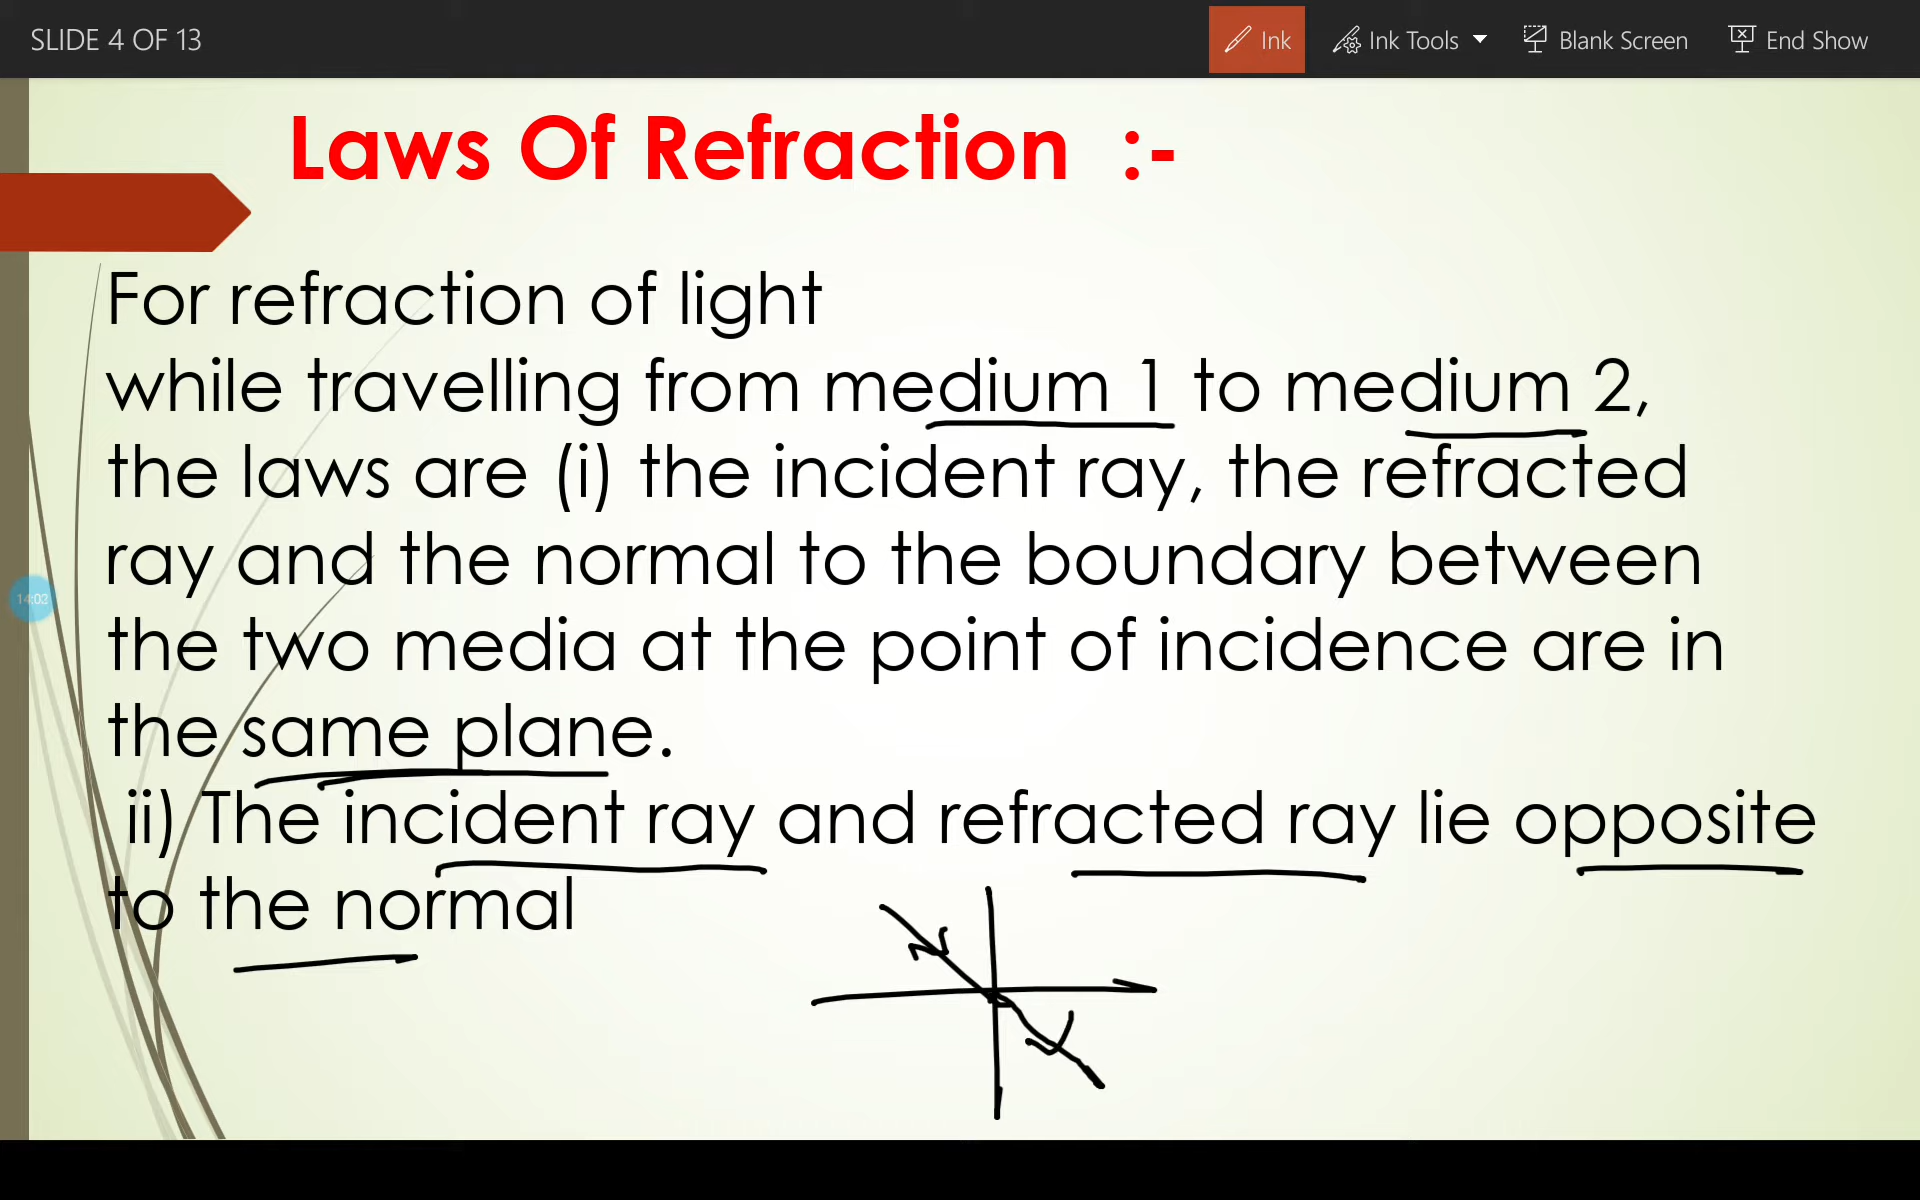 SLIDE 4 OF 13
Ink
Ink Tools
Blank Screen
End Show
Laws Of Refraction :-
For refraction of light
while travelling from medium 1 to medium 2,
the laws are (i) the incident ray, the refracted
ray and the normal to the boundary between
14:02
the two media at the point of incidence are in
the same plane.
ii) The incident ray and refracted ray lie opposite
to the normal